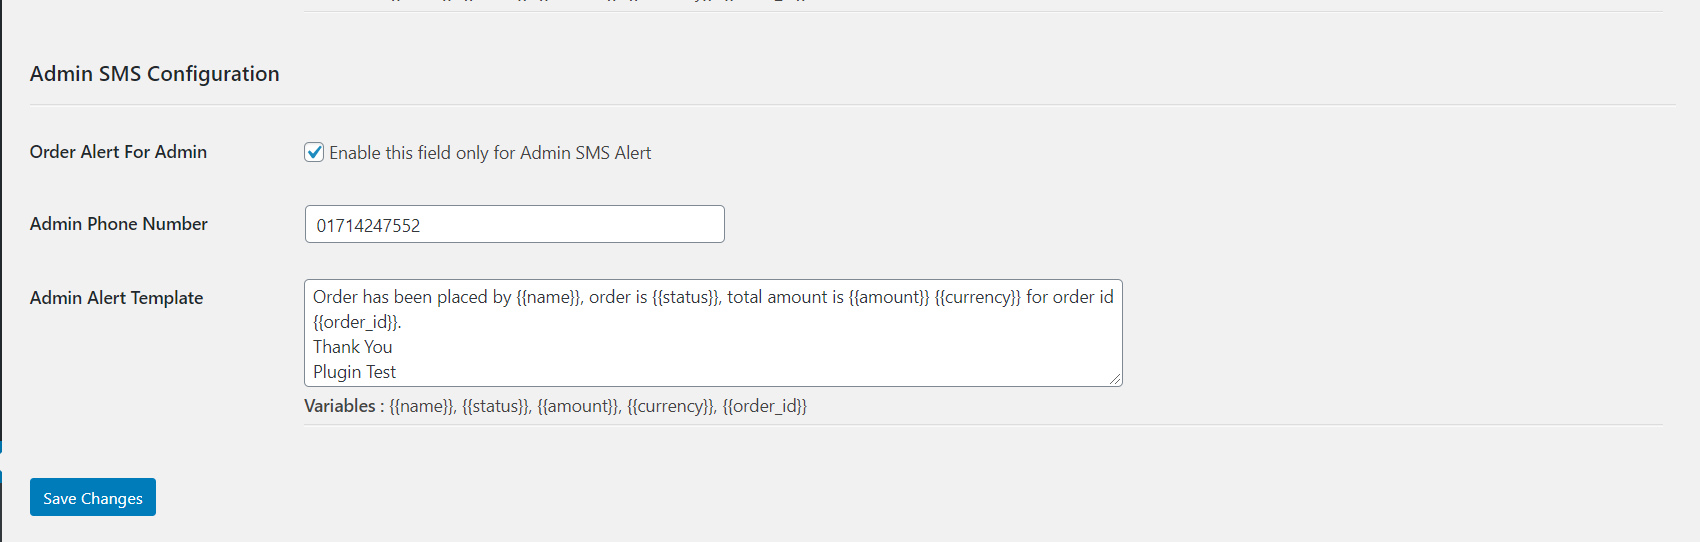 Admin SMS Configuration
Order Alert For Admin
Enable this field only for Admin SMS Alert
Admin Phone Number
01714247552
Admin Alert Template
Order has been placed by {{name}}, order is {{status}}, total amount is {{amount}} {{currency}} for order id
{{order_id}}.
Thank You
Plugin Test
Variables : {{name}}, {{status}}, {{amount}}, {{currency}}, {{order_id}}
Save Changes